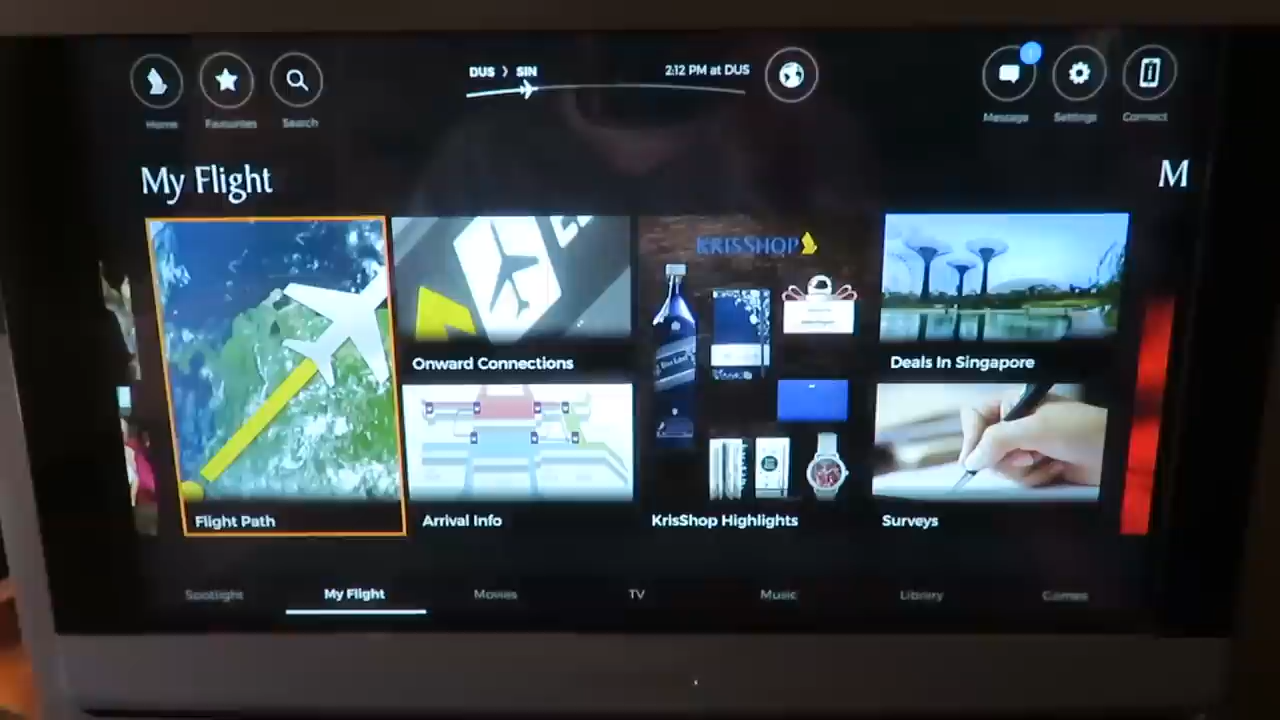 DUS > SIN
2:12 PM at DUS
1
Home
Favourites
Search
Message
Settings
Connect
My Flight
M
KRISSHOP
Onward Connections
Deals In Singapore
Flight Path
Arrival Info
KrisShop Highlights
Surveys
Spotlight
My Flight
Movies
TV
Music
Library
Games